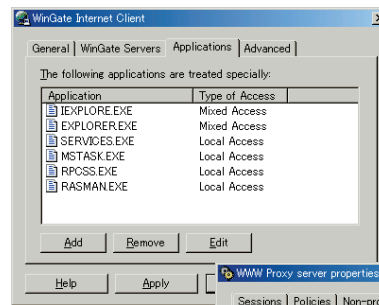 WinGate Internet Client
General WinGate Servers Applications Advanced
The following applications are treated specially:
Application Type of Access
IEXPLORE.EXE Mixed Access
EXPLORER.EXE Mixed Access
SERVICES.EXE Local Access
MSTASK.EXE Local Access
RPCSS.EXE Local Access
RASMAN.EXE Local Access
Add Remove Edit
Help Apply
WWW Proxy server properties
Sessions Policies